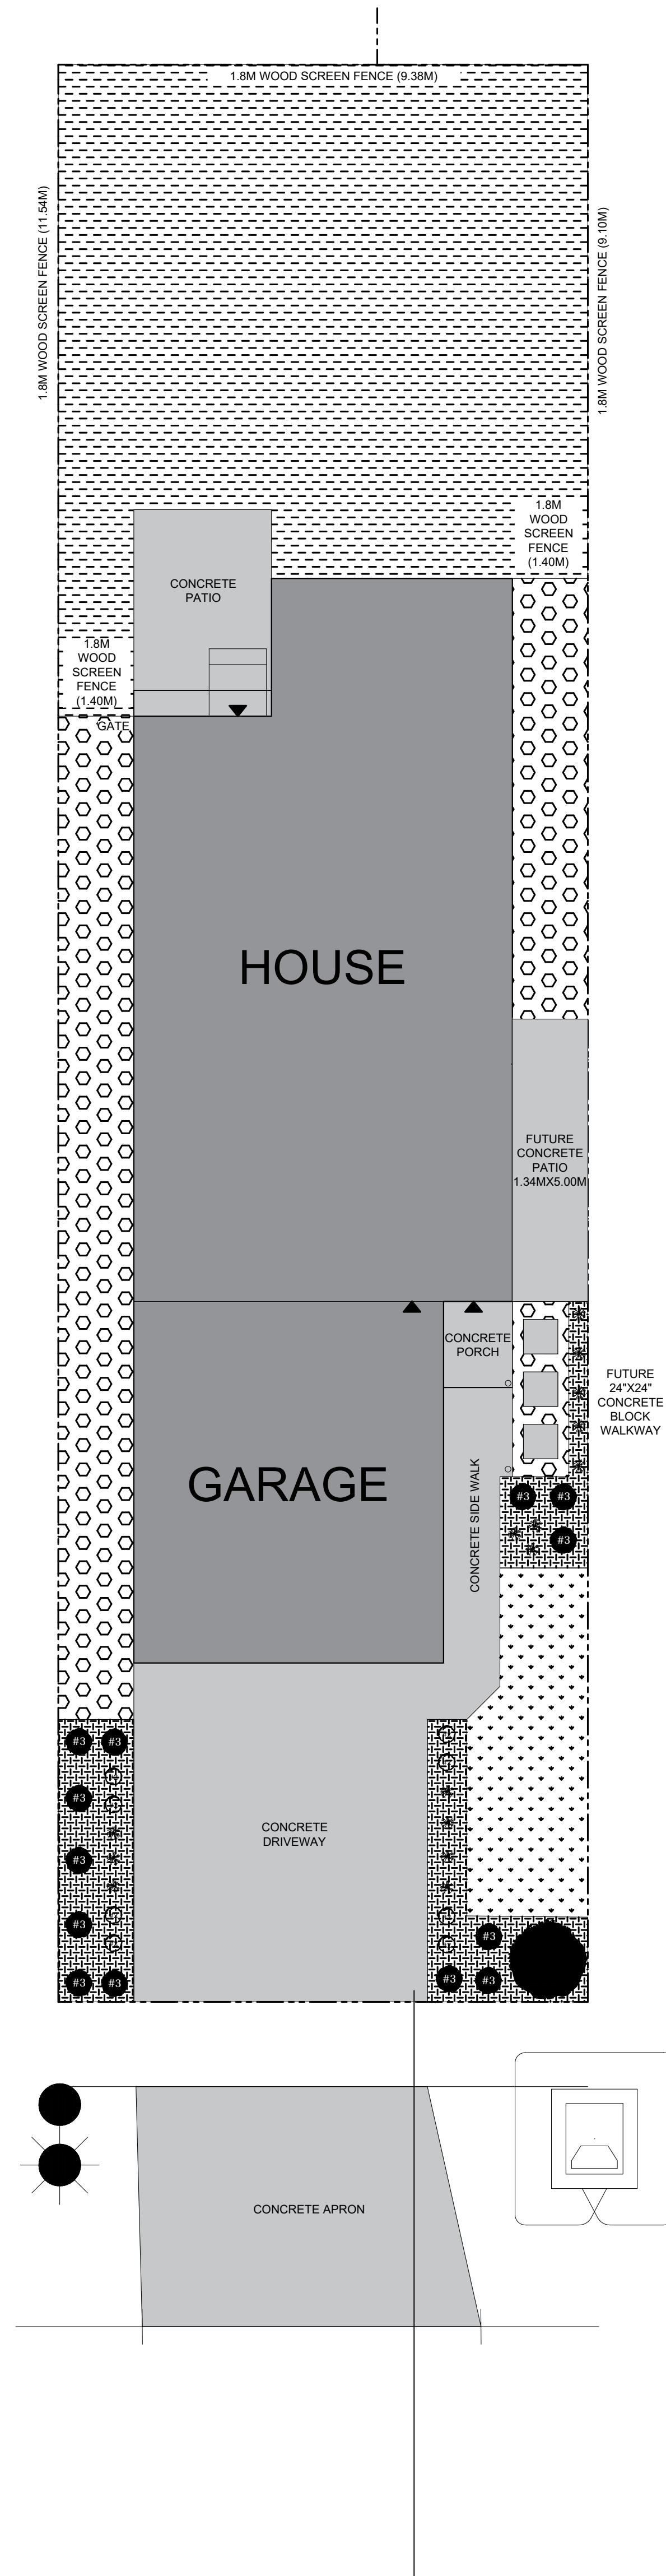 1.8M WOOD SCREEN FENCE (9.38M)
1.8M WOOD SCREEN FENCE (11.54M)
1.8M WOOD SCREEN FENCE (9.10M)
1.8M
WOOD
SCREEN
FENCE
(1.40M)
CONCRETE
PATIO
1.8M
WOOD
SCREEN
FENCE
(1.40M)
GATE
HOUSE
FUTURE
CONCRETE
PATIO
1.34MX5.00M
CONCRETE
PORCH
FUTURE
24"X24"
CONCRETE
BLOCK
WALKWAY
GARAGE
CONCRETE SIDE WALK
#3
#3
#3
#3
#3
#3
CONCRETE
DRIVEWAY
#3
#3
#3
#3
#3
#3
#3
#3
CONCRETE APRON